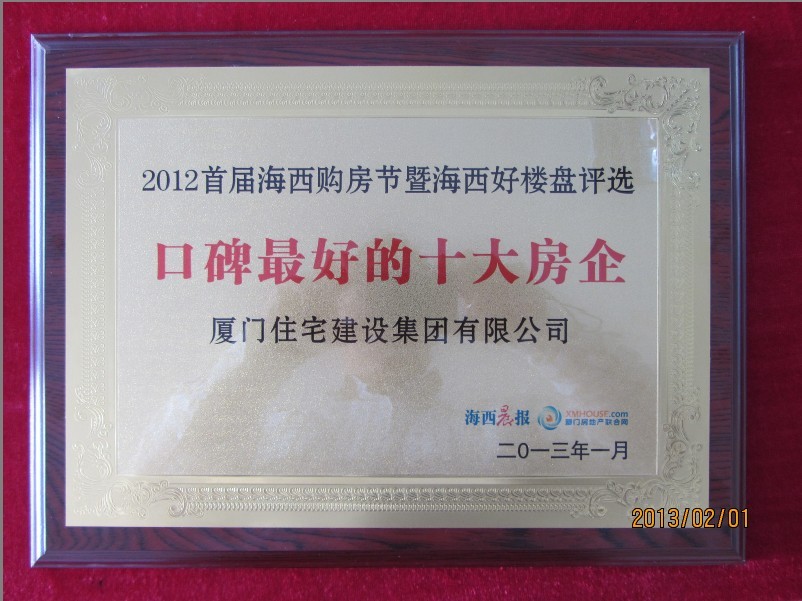 2012首届海西购房节暨海西好楼盘评选
口碑最好的十大房企
厦门住宅建设集团有限公司
海西晨报 XMHOUSE.com
厦门房地产联合网
二〇一三年一月
2013/02/01